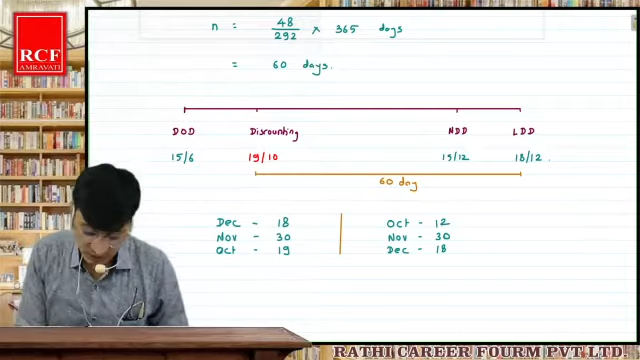 RCF
AMRAVATI
n = 48/292 × 365 days
= 60 days.
DOD Discounting NDD LDD
15/6 19/10 15/12 18/12.
60 day
Dec - 18
Nov - 30
Oct - 19
Oct - 12
Nov - 30
Dec - 18
RATHI CAREER FOURM PVT LTD